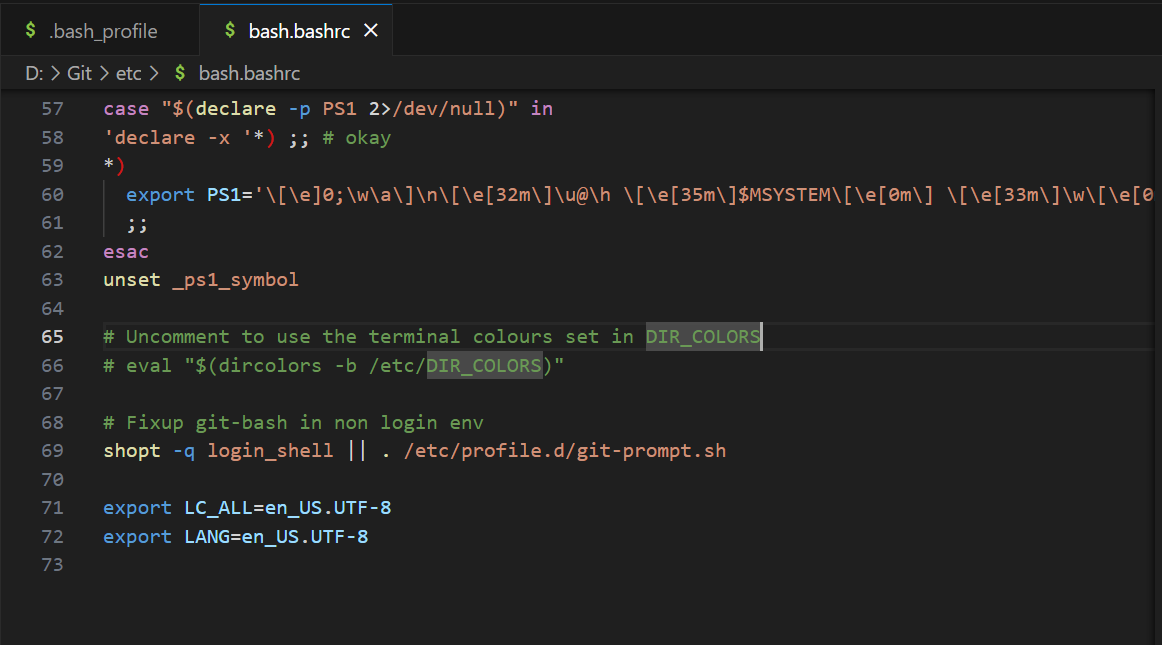 $ .bash_profile $ bash.bashrc ×
D: > Git > etc > $ bash.bashrc
57 case "$(declare -p PS1 2>/dev/null)" in
58 'declare -x '*) ;; # okay
59 *)
60   export PS1='\[\e]0;\w\a\]\n\[\e[32m\]\u@\h \[\e[35m\]$MSYSTEM\[\e[0m\] \[\e[33m\]\w\[\e[0
61   ;;
62 esac
63 unset _ps1_symbol
64
65 # Uncomment to use the terminal colours set in DIR_COLORS
66 # eval "$(dircolors -b /etc/DIR_COLORS)"
67
68 # Fixup git-bash in non login env
69 shopt -q login_shell || . /etc/profile.d/git-prompt.sh
70
71 export LC_ALL=en_US.UTF-8
72 export LANG=en_US.UTF-8
73